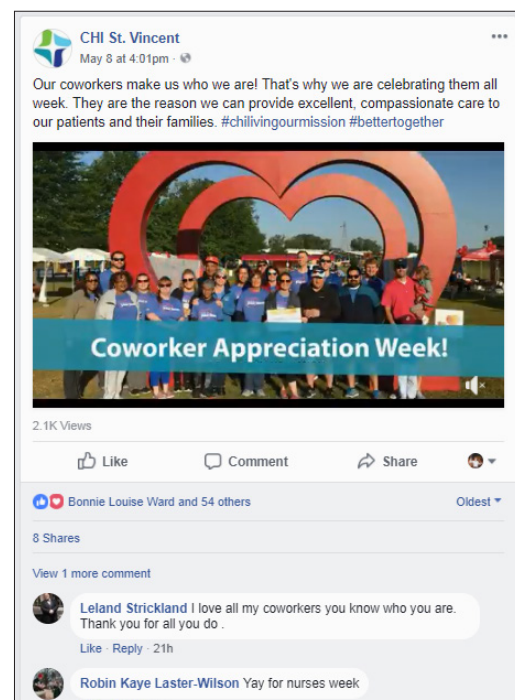 CHI St. Vincent
May 8 at 4:01pm ·
Our coworkers make us who we are! That's why we are celebrating them all
week. They are the reason we can provide excellent, compassionate care to
our patients and their families. #chilivingourmission #bettertogether
Coworker Appreciation Week!
2.1K Views
Like Comment Share
Bonnie Louise Ward and 54 others Oldest
8 Shares
View 1 more comment
Leland Strickland I love all my coworkers you know who you are.
Thank you for all you do .
Like · Reply · 21h
Robin Kaye Laster-Wilson Yay for nurses week